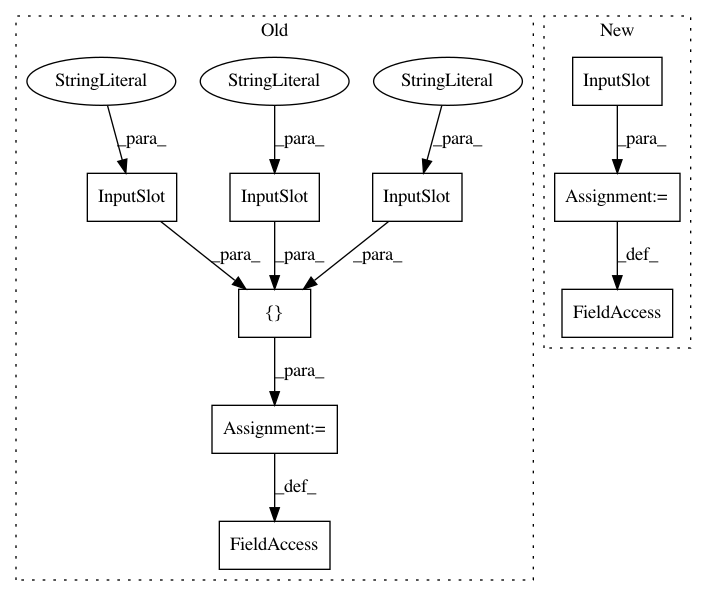 Old
New
StringLiteral
StringLiteral
StringLiteral
InputSlot
_para_
_para_
_para_
_para_
InputSlot
InputSlot
InputSlot
Assignment:=
_para_
_para_
_para_
_def_
{}
FieldAccess
_para_
Assignment:=
_def_
FieldAccess